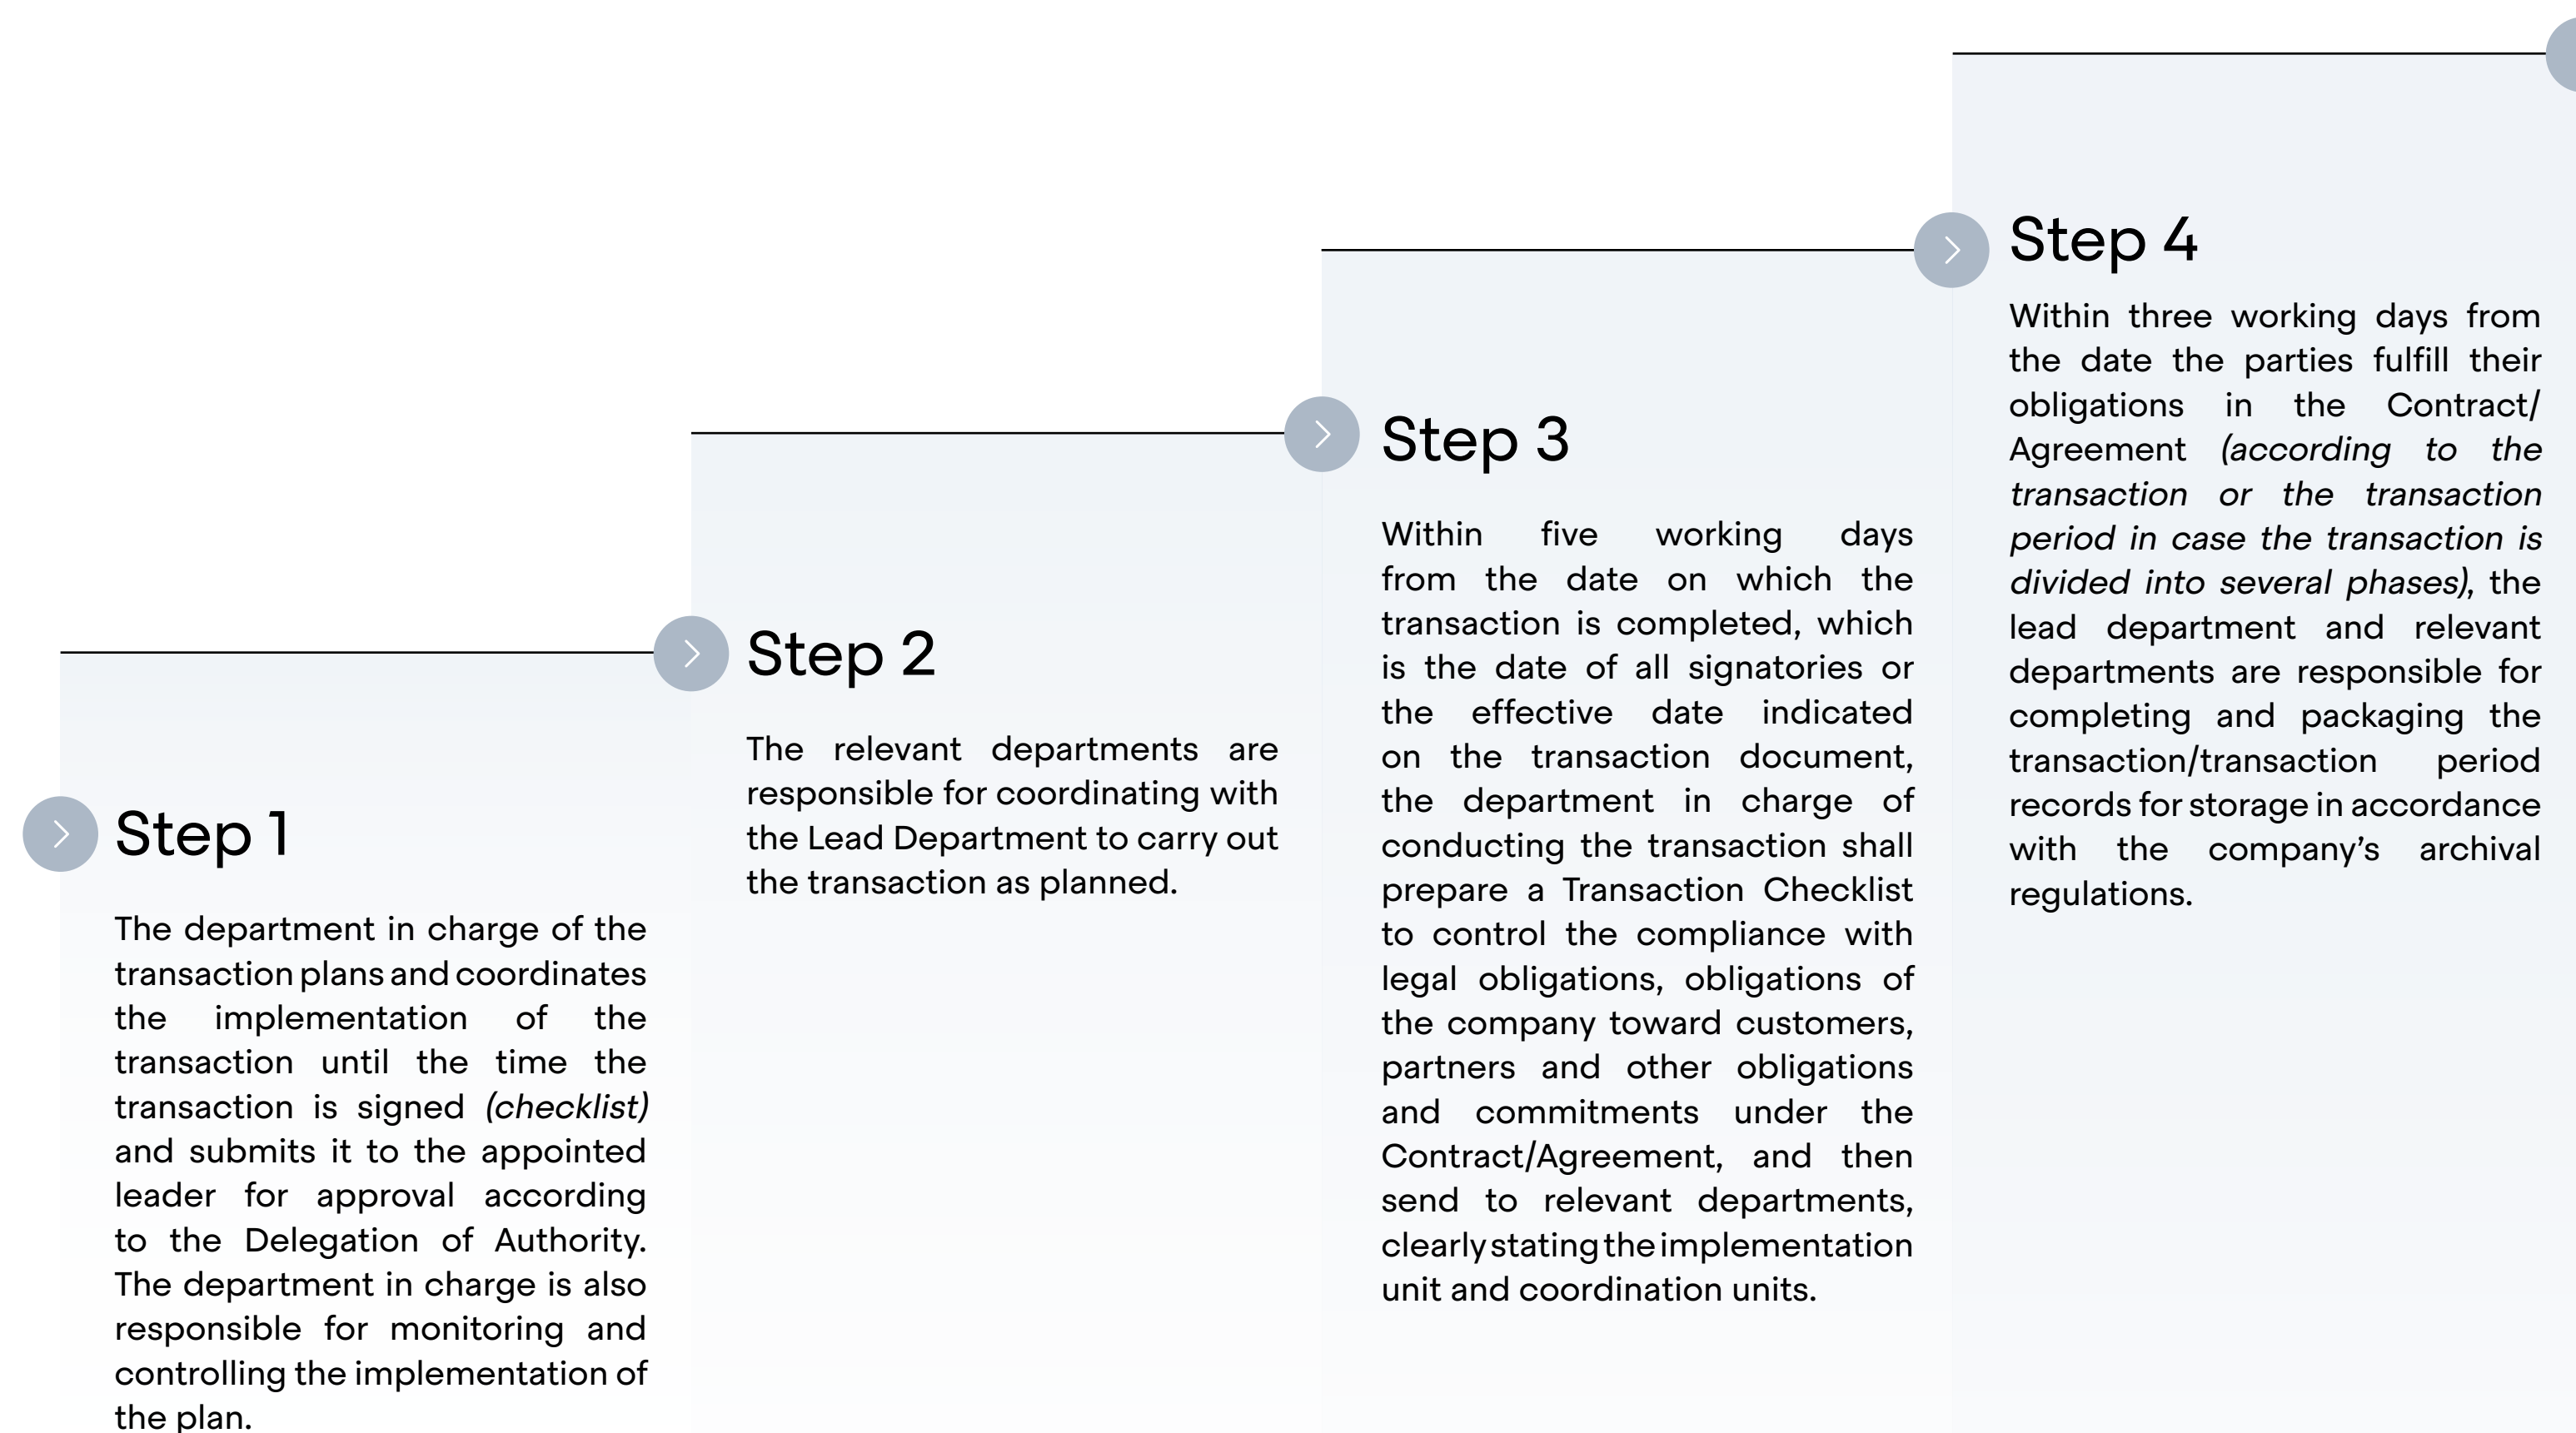 Step 1
The department in charge of the
transaction plans and coordinates
the implementation of the
transaction until the time the
transaction is signed (checklist)
and submits it to the appointed
leader for approval according
to the Delegation of Authority.
The department in charge is also
responsible for monitoring and
controlling the implementation of
the plan.
Step 2
The relevant departments are
responsible for coordinating with
the Lead Department to carry out
the transaction as planned.
Step 3
Within five working days
from the date on which the
transaction is completed, which
is the date of all signatories or
the effective date indicated
on the transaction document,
the department in charge of
conducting the transaction shall
prepare a Transaction Checklist
to control the compliance with
legal obligations, obligations of
the company toward customers,
partners and other obligations
and commitments under the
Contract/Agreement, and then
send to relevant departments,
clearly stating the implementation
unit and coordination units.
Step 4
Within three working days from
the date the parties fulfill their
obligations in the Contract/
Agreement (according to the
transaction or the transaction
period in case the transaction is
divided into several phases), the
lead department and relevant
departments are responsible for
completing and packaging the
transaction/transaction period
records for storage in accordance
with the company’s archival
regulations.